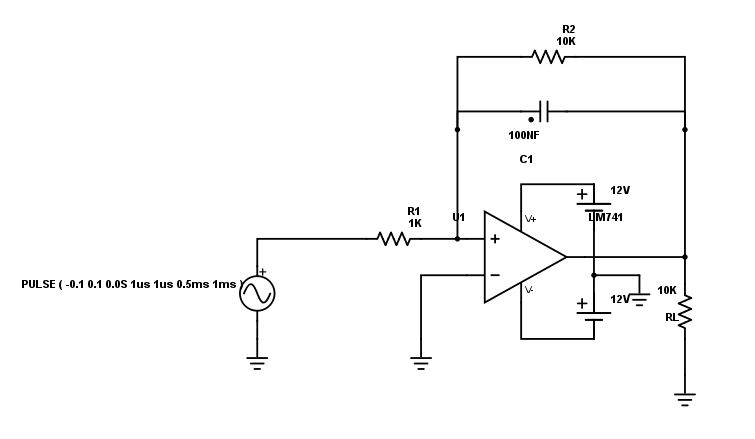 R2
10K
100NF
C1
12V
R1
1K
U1
LM741
V+
+
−
V-
+
PULSE ( -0.1 0.1 0.0S 1us 1us 0.5ms 1ms )
+
+
12V
10K
RL